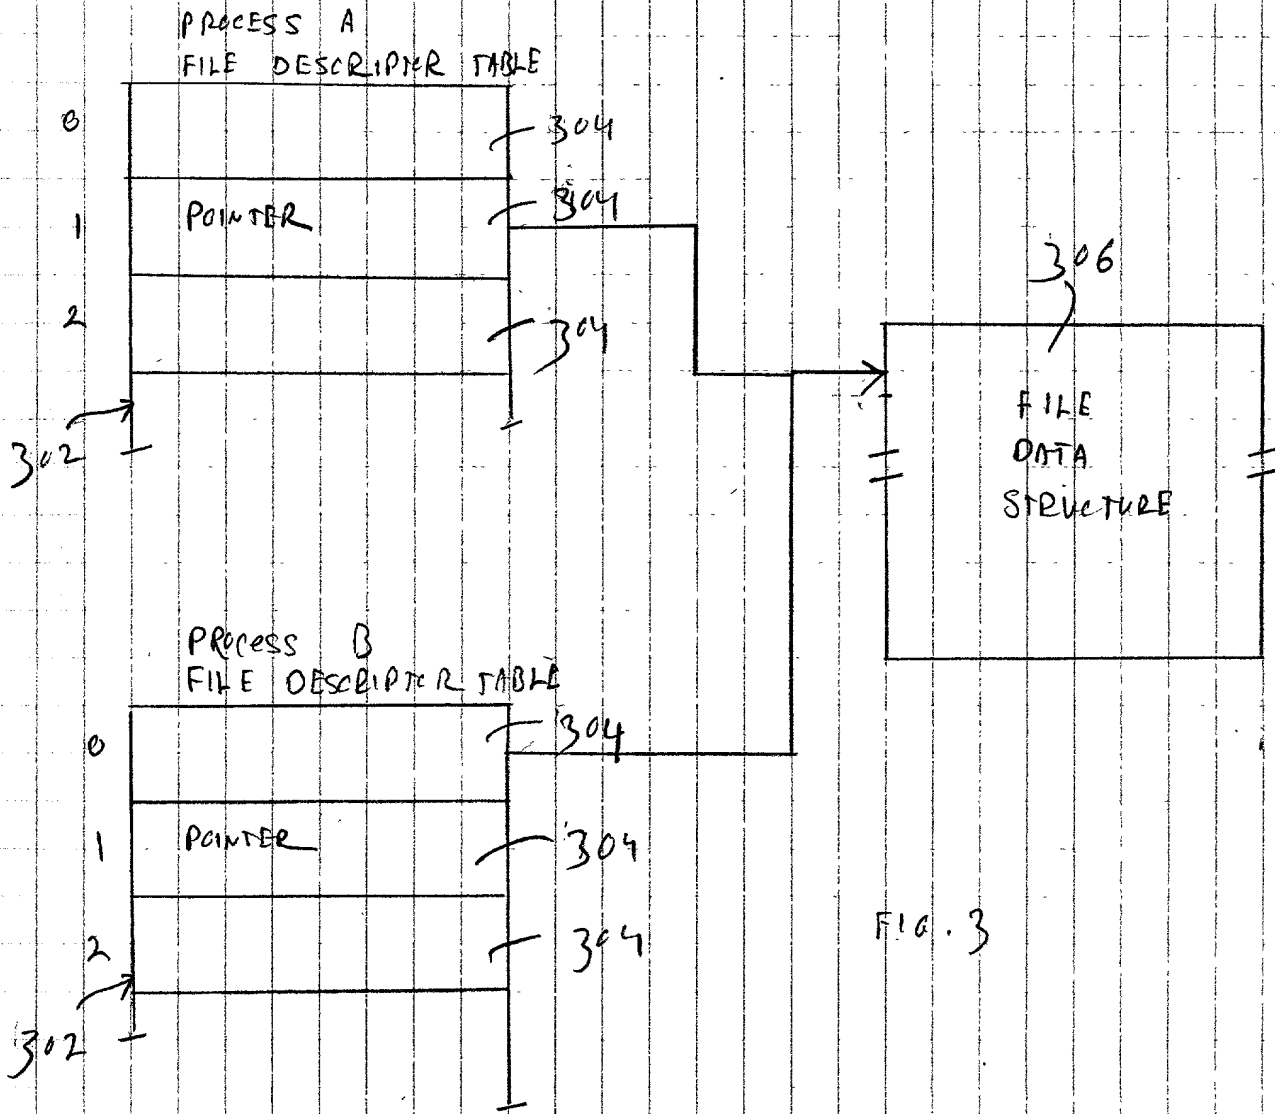 PROCESS A
FILE DESCRIPTOR TABLE
0
304
1
POINTER
304
2
304
302
306
FILE
DATA
STRUCTURE
PROCESS B
FILE DESCRIPTOR TABLE
0
304
1
POINTER
304
2
304
302
FIG. 3